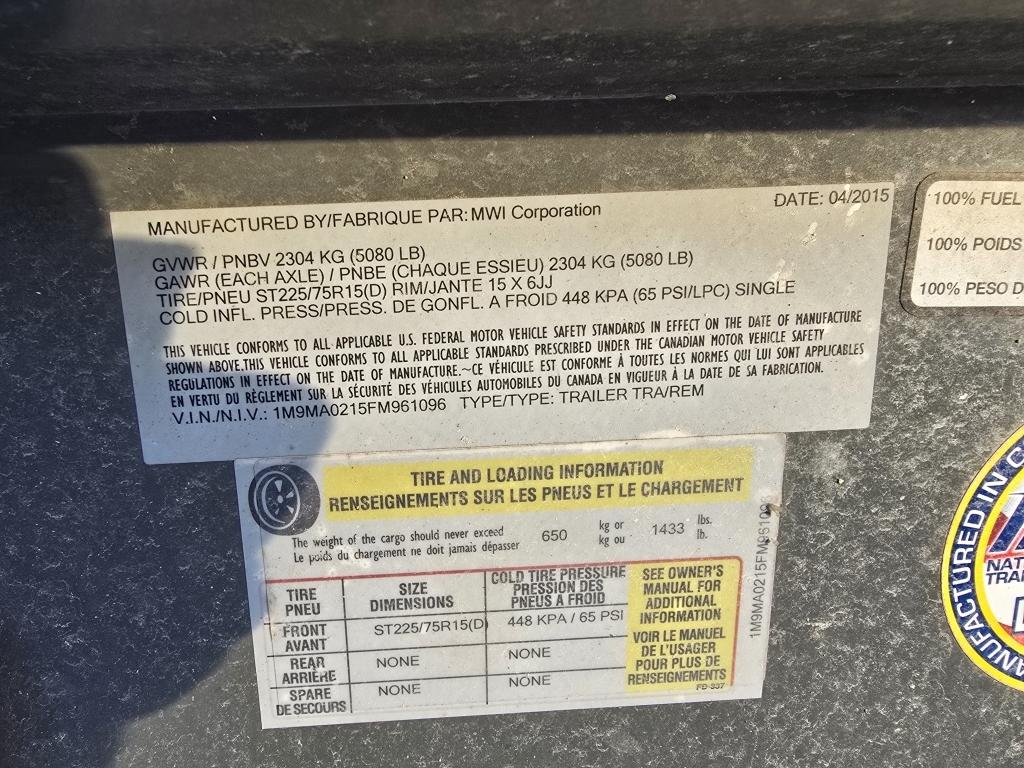 MANUFACTURED BY/FABRIQUE PAR: MWI Corporation
DATE: 04/2015
GVWR / PNBV 2304 KG (5080 LB)
GAWR (EACH AXLE) / PNBE (CHAQUE ESSIEU) 2304 KG (5080 LB)
TIRE/PNEU ST225/75R15(D) RIM/JANTE 15 X 6JJ
COLD INFL. PRESS/PRESS. DE GONFL. A FROID 448 KPA (65 PSI/LPC) SINGLE
THIS VEHICLE CONFORMS TO ALL APPLICABLE U.S. FEDERAL MOTOR VEHICLE SAFETY STANDARDS IN EFFECT ON THE DATE OF MANUFACTURE
SHOWN ABOVE.THIS VEHICLE CONFORMS TO ALL APPLICABLE STANDARDS PRESCRIBED UNDER THE CANADIAN MOTOR VEHICLE SAFETY
REGULATIONS IN EFFECT ON THE DATE OF MANUFACTURE.~CE VÉHICULE EST CONFORME À TOUTES LES NORMES QUI LUI SONT APPLICABLES
EN VERTU DU RÈGLEMENT SUR LA SÉCURITÉ DES VÉHICULES AUTOMOBILES DU CANADA EN VIGUEUR À LA DATE DE SA FABRICATION.
V.I.N./N.I.V.: 1M9MA0215FM961096 TYPE/TYPE: TRAILER TRA/REM
100% FUEL
100% POIDS
100% PESO D
TIRE AND LOADING INFORMATION
RENSEIGNEMENTS SUR LES PNEUS ET LE CHARGEMENT
The weight of the cargo should never exceed 650 kg or 1433 lbs.
Le poids du chargement ne doit jamais dépasser kg ou lb.
TIRE
PNEU
SIZE
DIMENSIONS
COLD TIRE PRESSURE
PRESSION DES
PNEUS A FROID
FRONT
AVANT
ST225/75R15(D)
448 KPA / 65 PSI
REAR
ARRIÈRE
NONE
NONE
SPARE
DE SECOURS
NONE
NONE
SEE OWNER'S
MANUAL FOR
ADDITIONAL
INFORMATION
VOIR LE MANUEL
DE L'USAGER
POUR PLUS DE
RENSEIGNEMENTS
FD-337
1M9MA0215FM961096
MANUFACTURED IN
NAT
TRAI